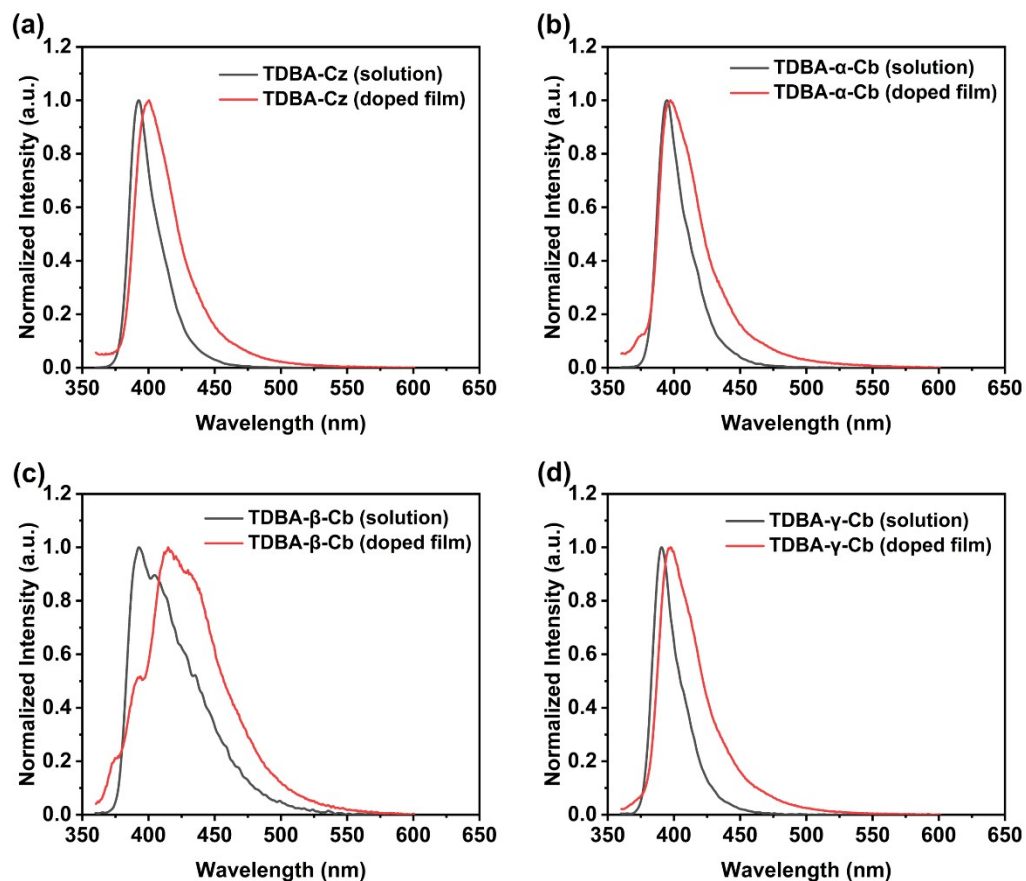 (a)
TDBA-Cz (solution)
TDBA-Cz (doped film)
Normalized Intensity (a.u.)
1.2
1.0
0.8
0.6
0.4
0.2
0.0
350 400 450 500 550 600 650
Wavelength (nm)
(b)
TDBA-α-Cb (solution)
TDBA-α-Cb (doped film)
Normalized Intensity (a.u.)
1.2
1.0
0.8
0.6
0.4
0.2
0.0
350 400 450 500 550 600 650
Wavelength (nm)
(c)
TDBA-β-Cb (solution)
TDBA-β-Cb (doped film)
Normalized Intensity (a.u.)
1.2
1.0
0.8
0.6
0.4
0.2
0.0
350 400 450 500 550 600 650
Wavelength (nm)
(d)
TDBA-γ-Cb (solution)
TDBA-γ-Cb (doped film)
Normalized Intensity (a.u.)
1.2
1.0
0.8
0.6
0.4
0.2
0.0
350 400 450 500 550 600 650
Wavelength (nm)